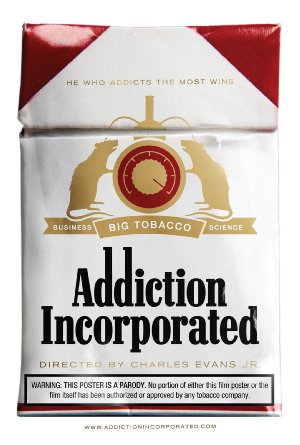 HE WHO ADDICTS THE MOST WINS
BUSINESS BIG TOBACCO SCIENCE
Addiction
Incorporated
DIRECTED BY CHARLES EVANS JR
WARNING: THIS POSTER IS A PARODY. No portion of either this film poster or the
film itself has been authorized or approved by any tobacco company.
WWW.ADDICTIONINCORPORATED.COM